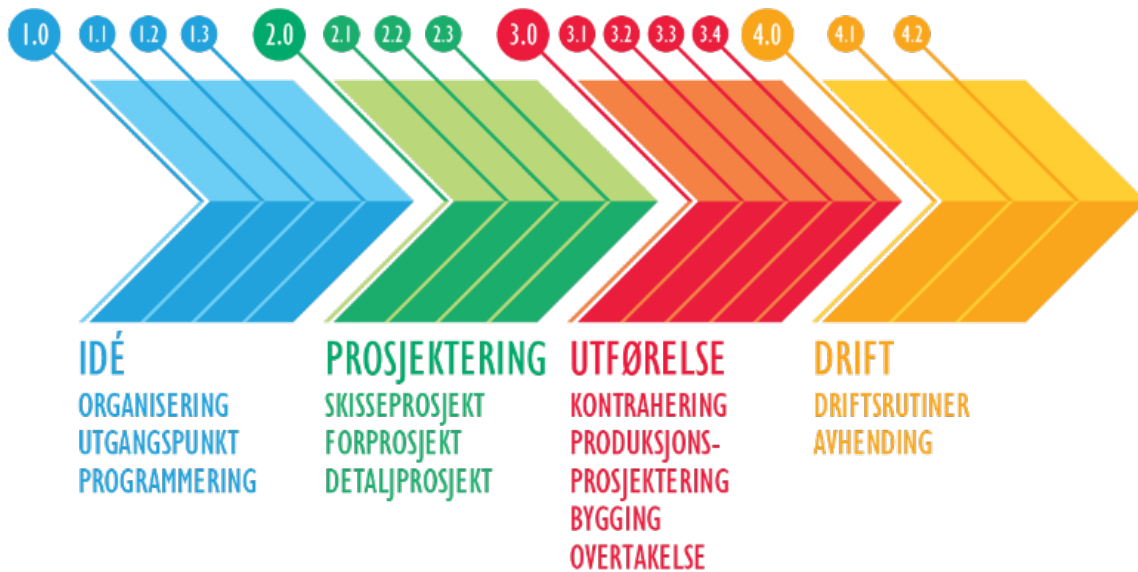 1.0 1.1 1.2 1.3 2.0 2.1 2.2 2.3 3.0 3.1 3.2 3.3 3.4 4.0 4.1 4.2
IDÉ
ORGANISERING
UTGANGSPUNKT
PROGRAMMERING
PROSJEKTERING
SKISSEPROSJEKT
FORPROSJEKT
DETALJPROSJEKT
UTFØRELSE
KONTRAHERING
PRODUKSJONS-
PROSJEKTERING
BYGGING
OVERTAKELSE
DRIFT
DRIFTSRUTINER
AVHENDING